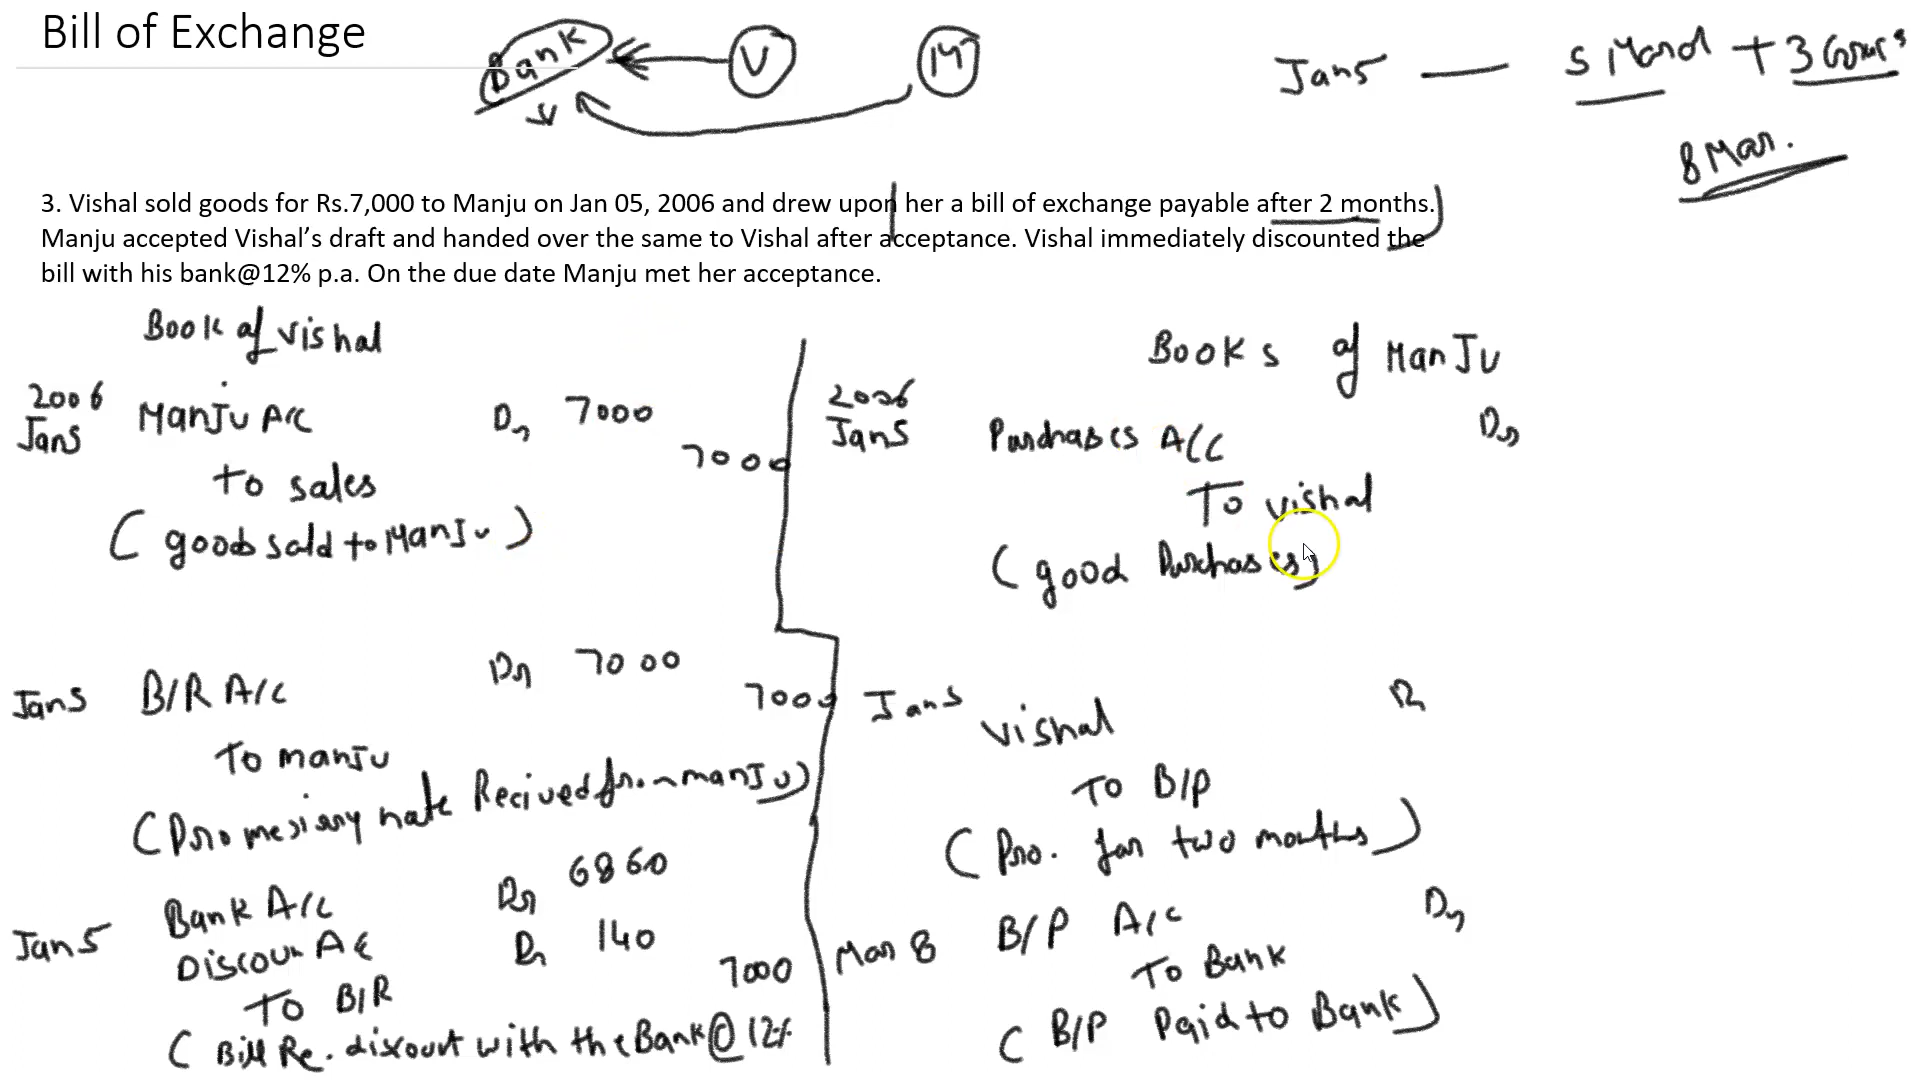 Bill of Exchange
Bank
V
M
Jan 5 — 5 March + 3
8 Mar.
3. Vishal sold goods for Rs.7,000 to Manju on Jan 05, 2006 and drew upon her a bill of exchange payable after 2 months.
Manju accepted Vishal's draft and handed over the same to Vishal after acceptance. Vishal immediately discounted the
bill with his bank@12% p.a. On the due date Manju met her acceptance.
Book of Vishal
2006
Jan5 ManJu A/C Dr 7000
7000
To sales
(goods sold to ManJu)
Jan5 B/R A/C Dr 7000
7000
To manJu
(Promesiary note Recived from manJu)
Jan5 Bank A/C Dr 6860
Discoun A/C Dr 140
7000
To B/R
(Bill Re. discount with the Bank@12%
Books of ManJu
2006
Jan5 Purchases A/C Dr
To vishal
(good Purchases)
Jan5 vishal Dr
To B/P
(Pro. for two months)
Mar 8 B/P A/C Dr
To Bank
(B/P Paid to Bank)